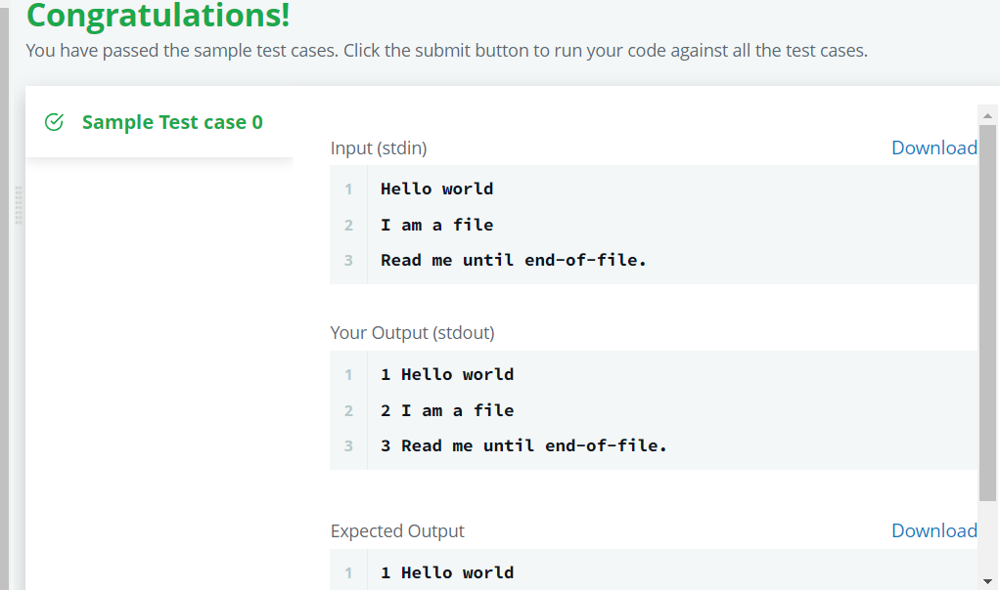 Congratulations!
You have passed the sample test cases. Click the submit button to run your code against all the test cases.
Sample Test case 0
Input (stdin)
Download
1 Hello world
2 I am a file
3 Read me until end-of-file.
Your Output (stdout)
1 1 Hello world
2 2 I am a file
3 3 Read me until end-of-file.
Expected Output
Download
1 1 Hello world